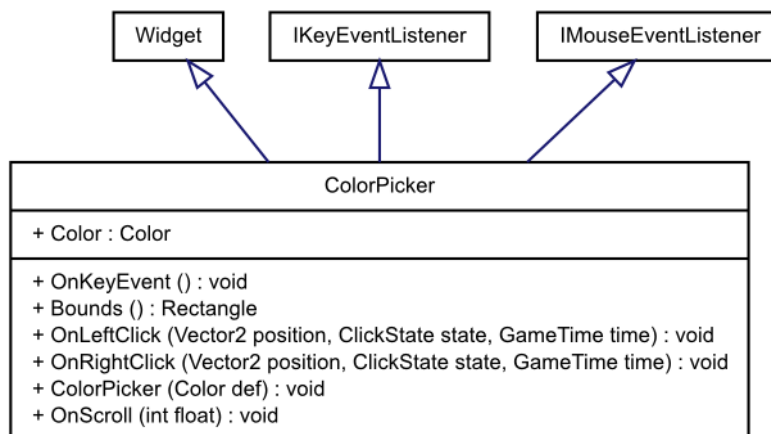 Widget
IKeyEventListener
IMouseEventListener
ColorPicker
+ Color : Color
+ OnKeyEvent () : void
+ Bounds () : Rectangle
+ OnLeftClick (Vector2 position, ClickState state, GameTime time) : void
+ OnRightClick (Vector2 position, ClickState state, GameTime time) : void
+ ColorPicker (Color def) : void
+ OnScroll (int float) : void